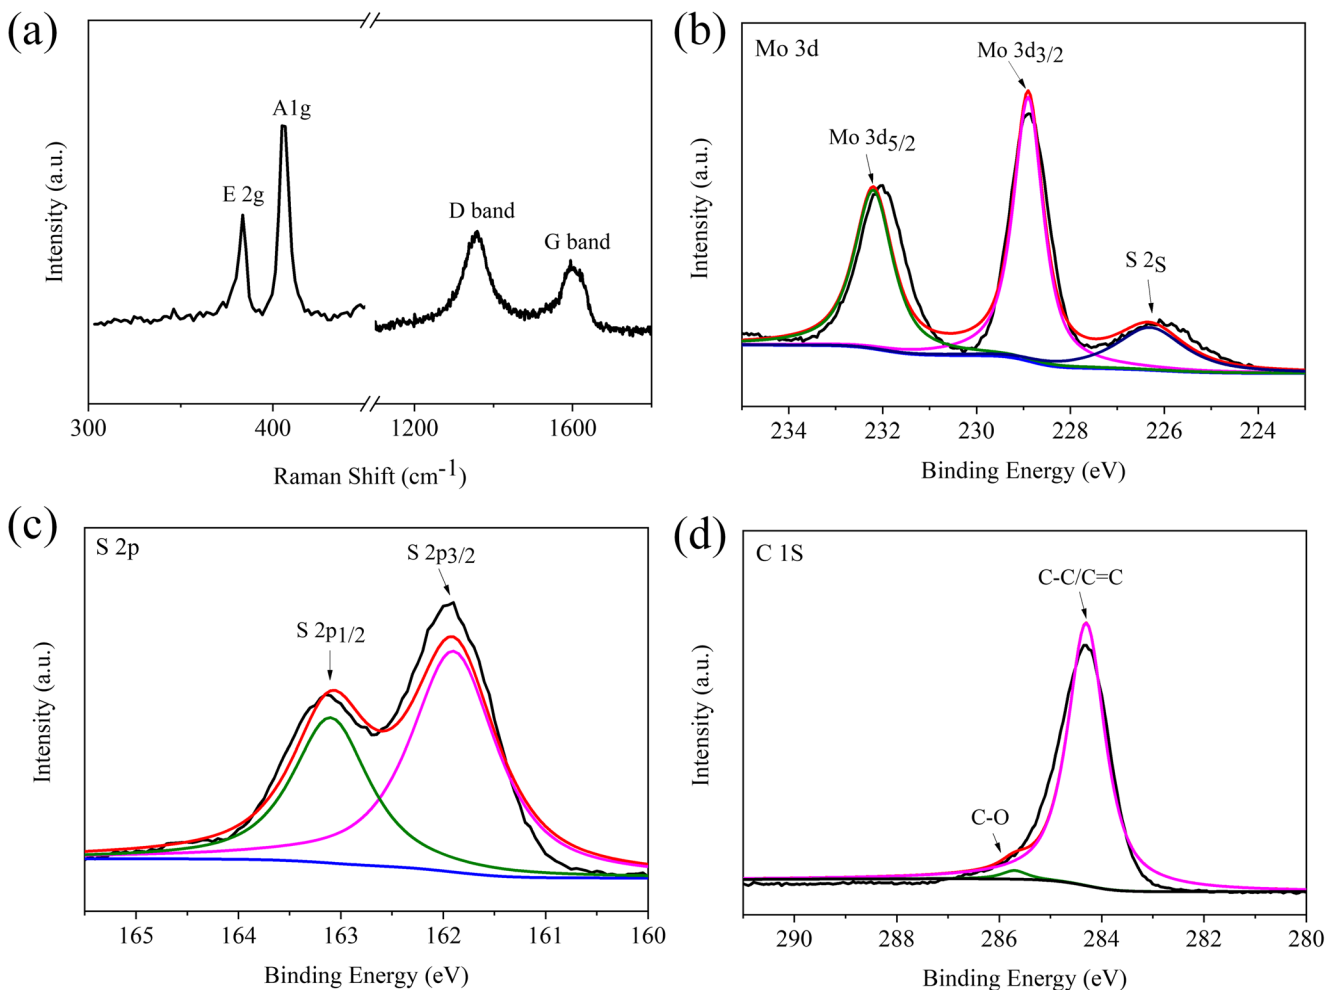 (a)
A1g
E 2g
D band
G band
Intensity (a.u.)
300
400
1200
1600
Raman Shift (cm-1)
(b)
Mo 3d
Mo 3d3/2
Mo 3d5/2
S 2S
Intensity (a.u.)
234
232
230
228
226
224
Binding Energy (eV)
(c)
S 2p
S 2p3/2
S 2p1/2
Intensity (a.u.)
165
164
163
162
161
160
Binding Energy (eV)
(d)
C 1S
C-C/C=C
C-O
Intensity (a.u.)
290
288
286
284
282
280
Binding Energy (eV)